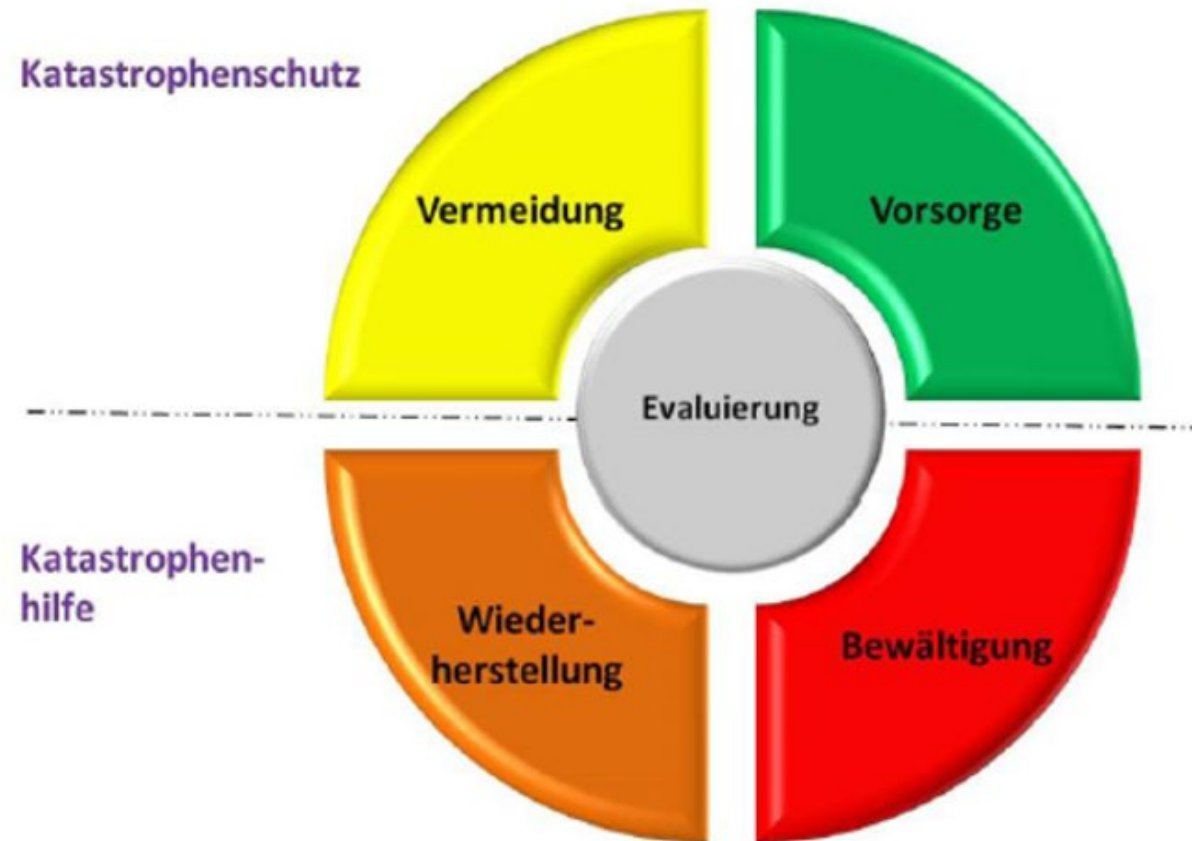 Katastrophenschutz
Vermeidung
Vorsorge
Evaluierung
Katastrophen-
hilfe
Wieder-
herstellung
Bewältigung